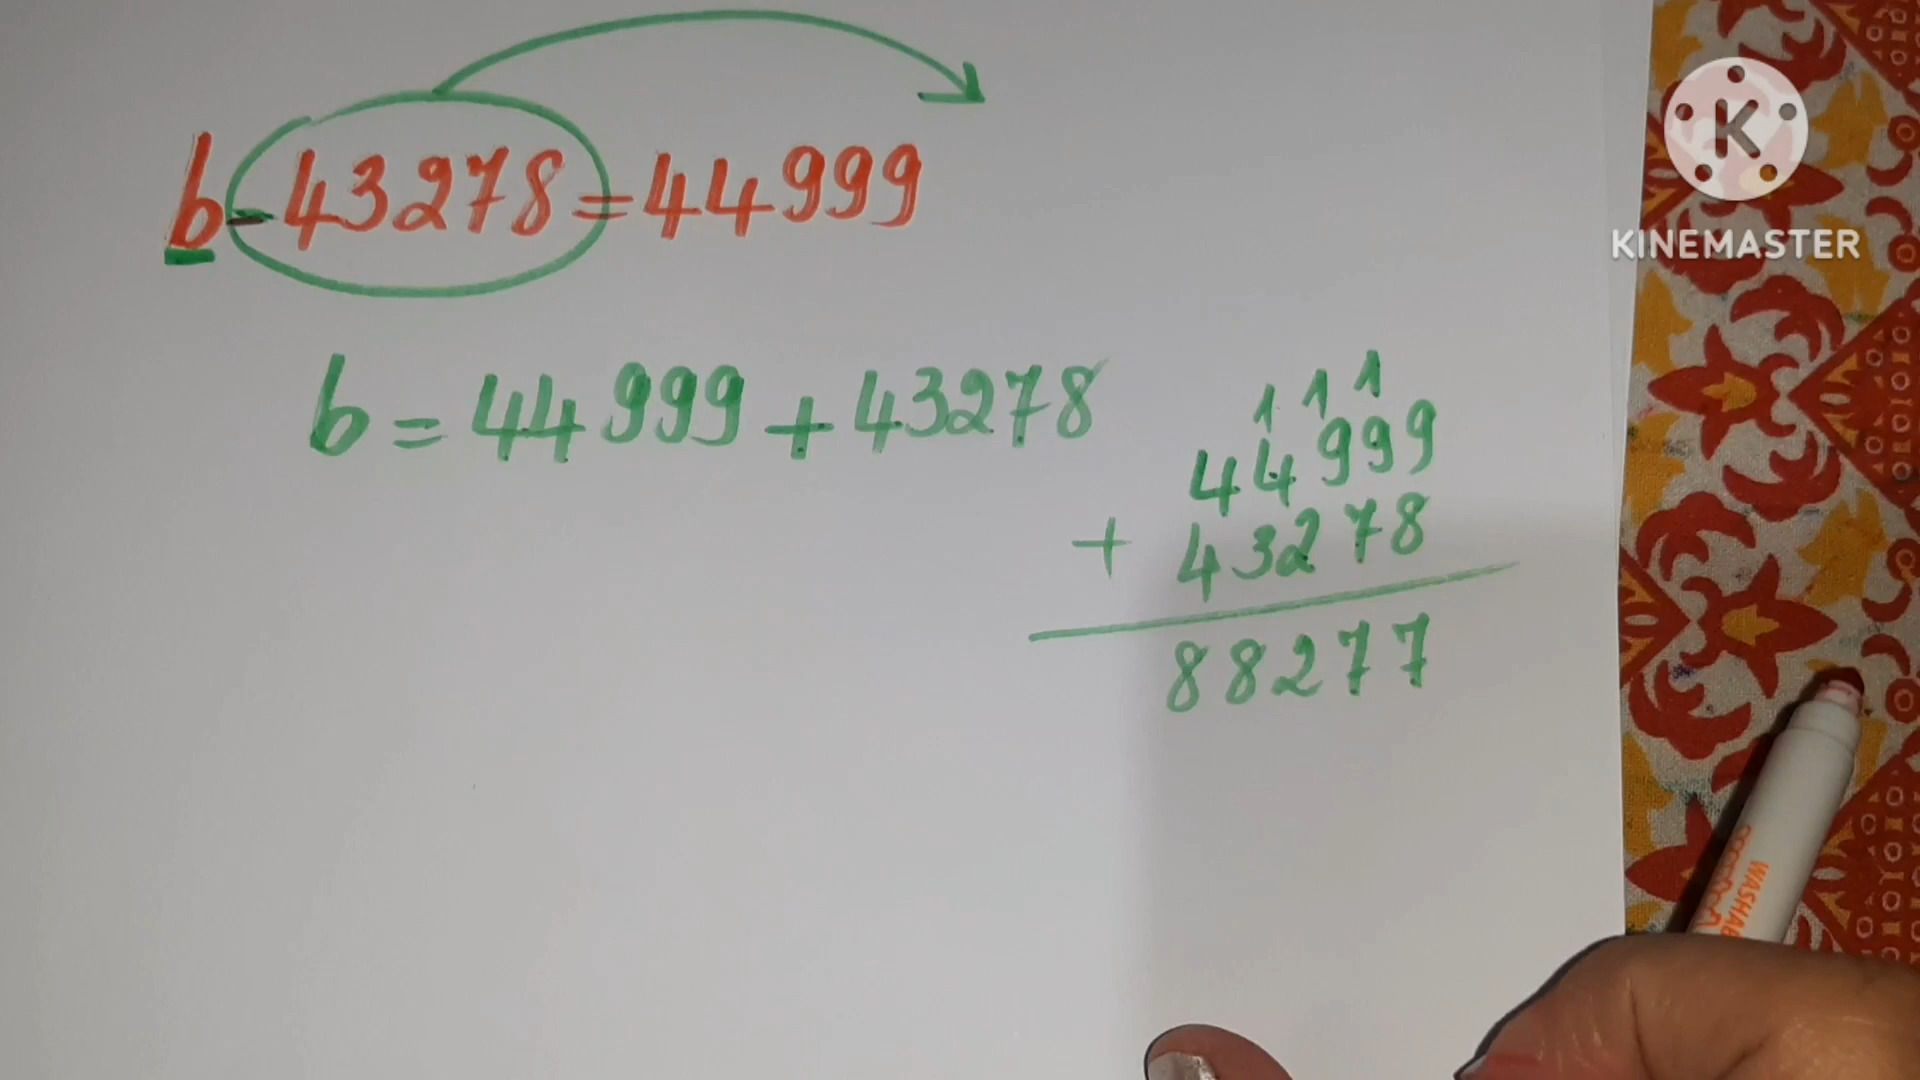 b-43278=44999
b=44999+43278
1 1 1
44999
+ 43278
88277
K
KINEMASTER